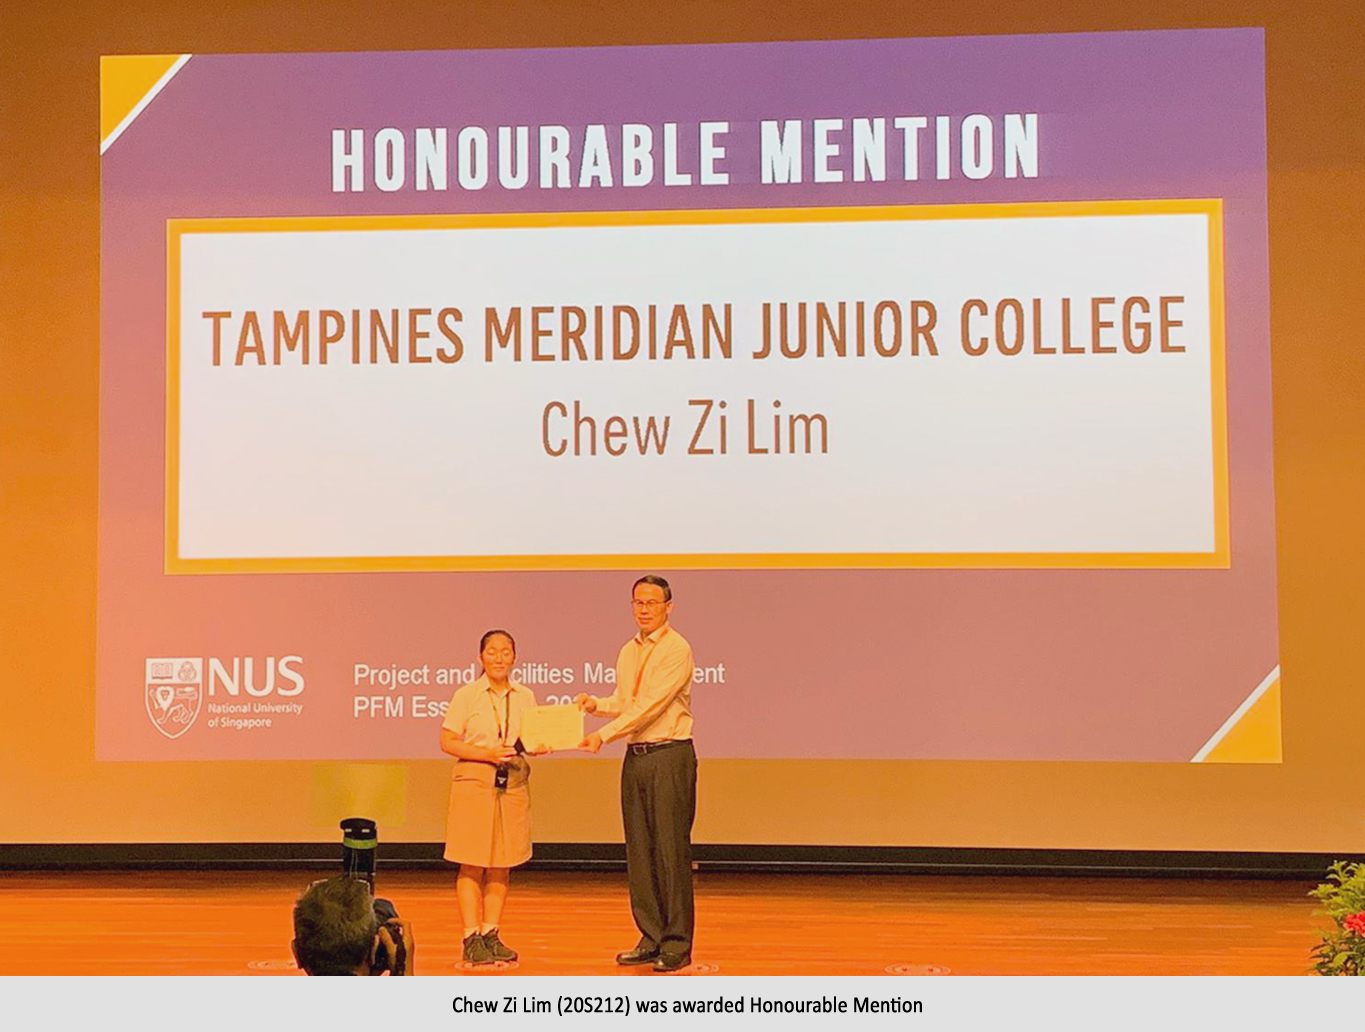 HONOURABLE MENTION
TAMPINES MERIDIAN JUNIOR COLLEGE
Chew Zi Lim
NUS
National University
of Singapore
Project and
PFM
Chew Zi Lim (20S212) was awarded Honourable Mention